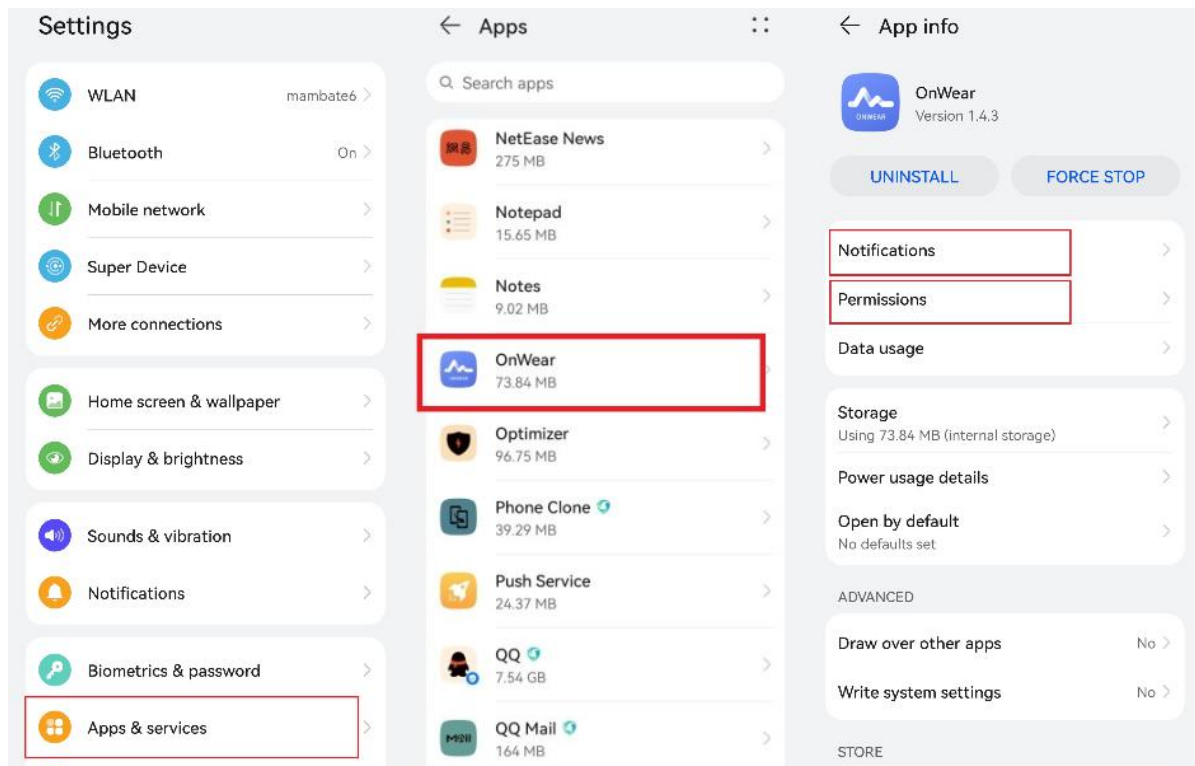 Settings
WLAN mambate6
Bluetooth On
Mobile network
Super Device
More connections
Home screen & wallpaper
Display & brightness
Sounds & vibration
Notifications
Biometrics & password
Apps & services
Apps
Search apps
NetEase News
275 MB
Notepad
15.65 MB
Notes
9.02 MB
OnWear
73.84 MB
Optimizer
96.75 MB
Phone Clone
39.29 MB
Push Service
24.37 MB
QQ
7.54 GB
QQ Mail
164 MB
App info
ONWEAR
OnWear
Version 1.4.3
UNINSTALL FORCE STOP
Notifications
Permissions
Data usage
Storage
Using 73.84 MB (internal storage)
Power usage details
Open by default
No defaults set
ADVANCED
Draw over other apps No
Write system settings No
STORE